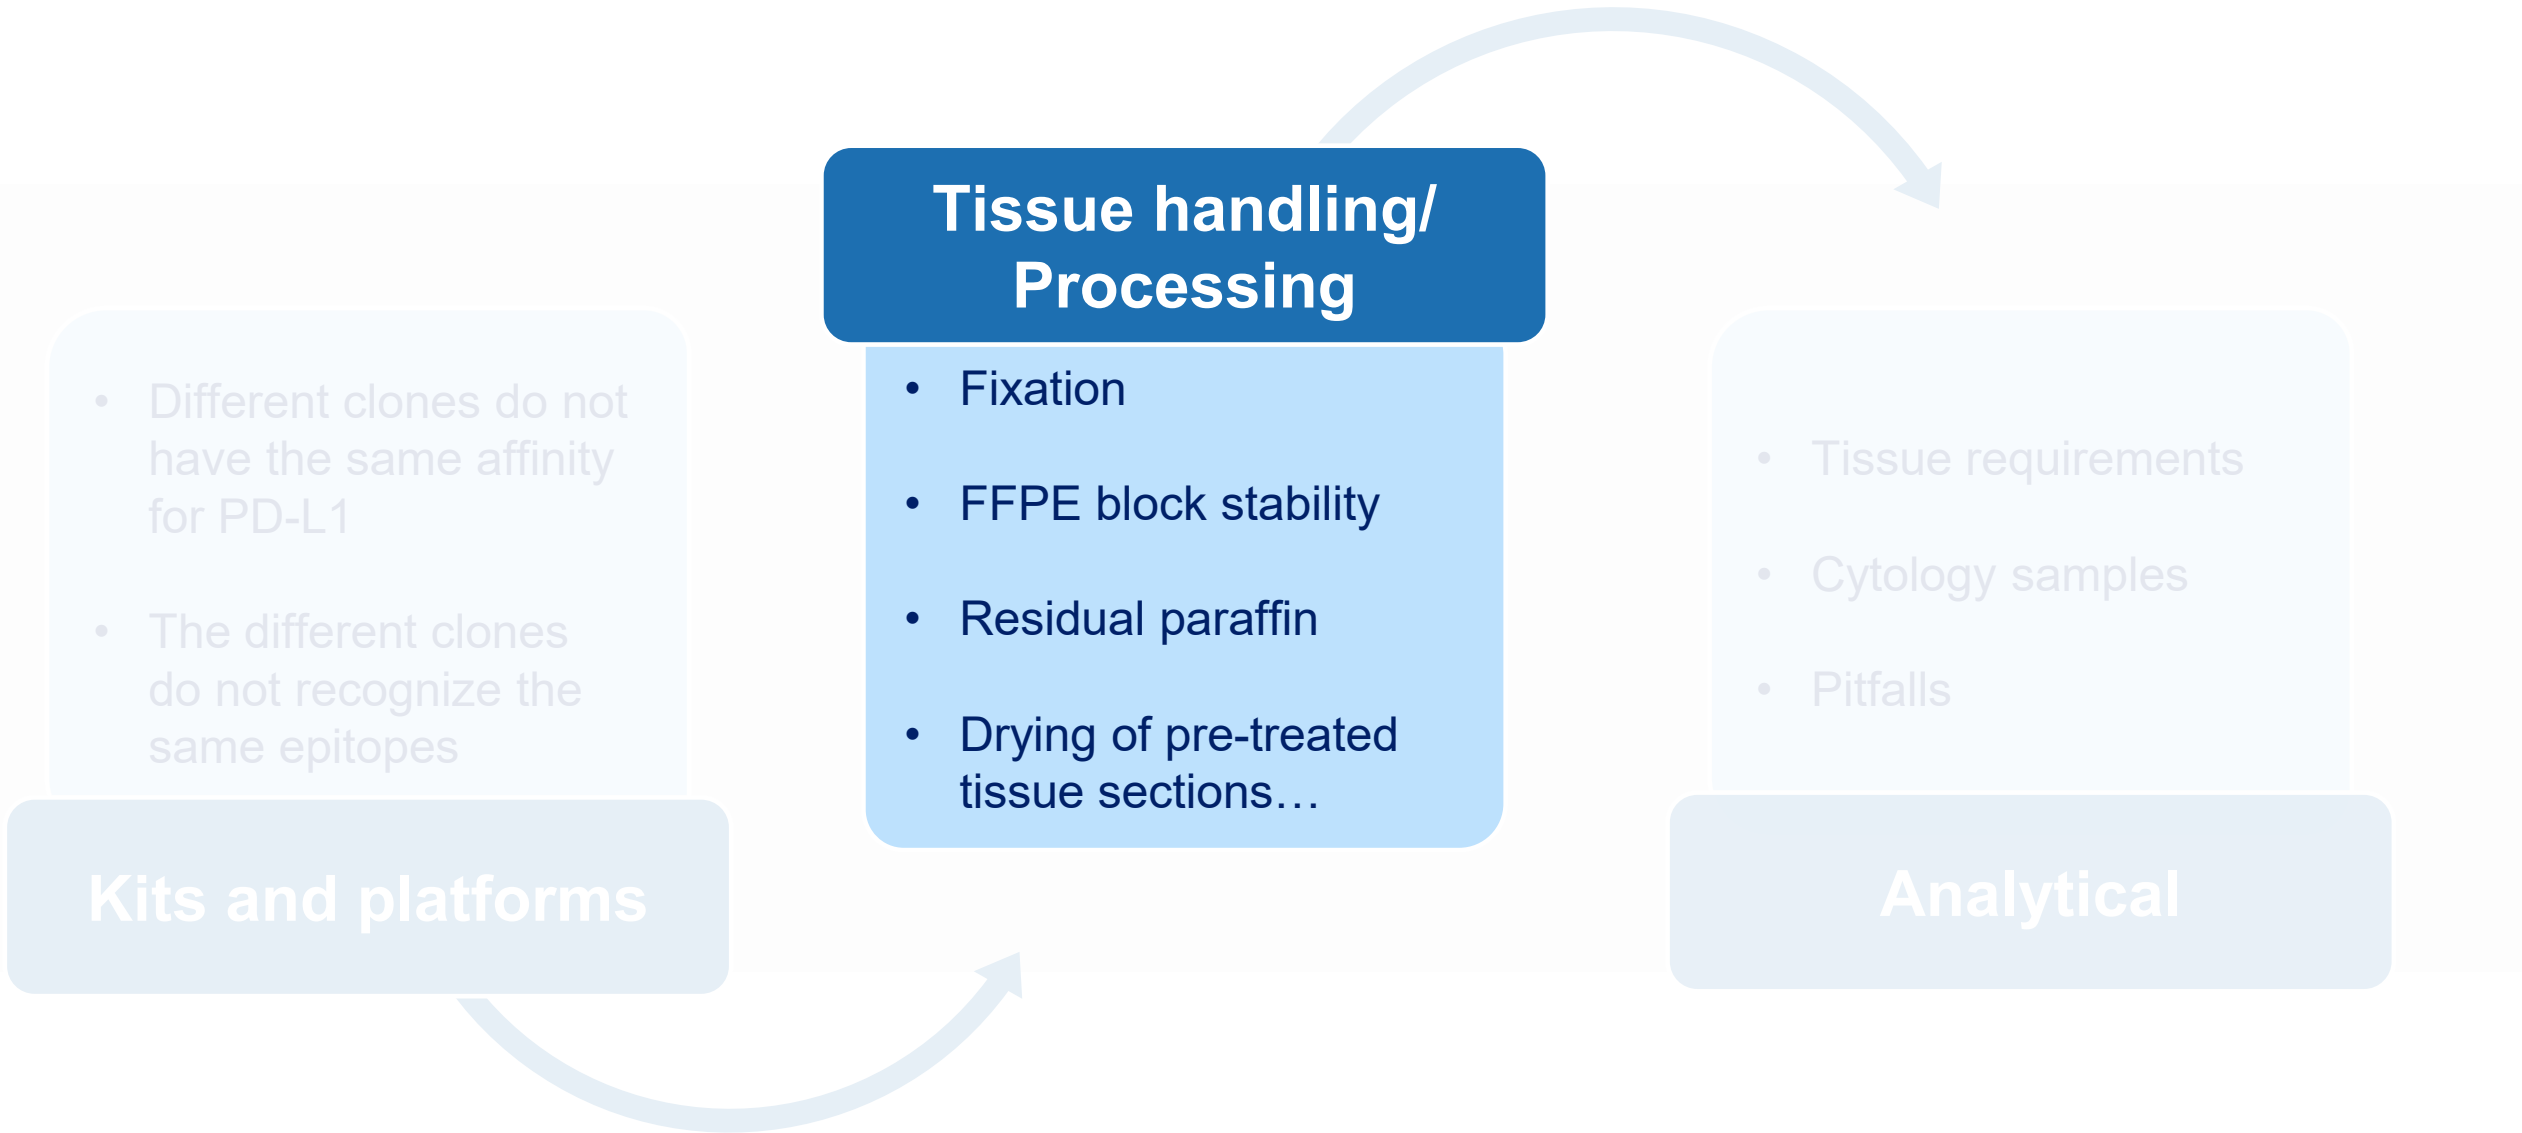 • Different clones do not
have the same affinity
for PD-L1
• The different clones
do not recognize the
same epitopes
Kits and platforms
Tissue handling/
Processing
• Fixation
• FFPE block stability
• Residual paraffin
• Drying of pre-treated
tissue sections…
• Tissue requirements
• Cytology samples
• Pitfalls
Analytical